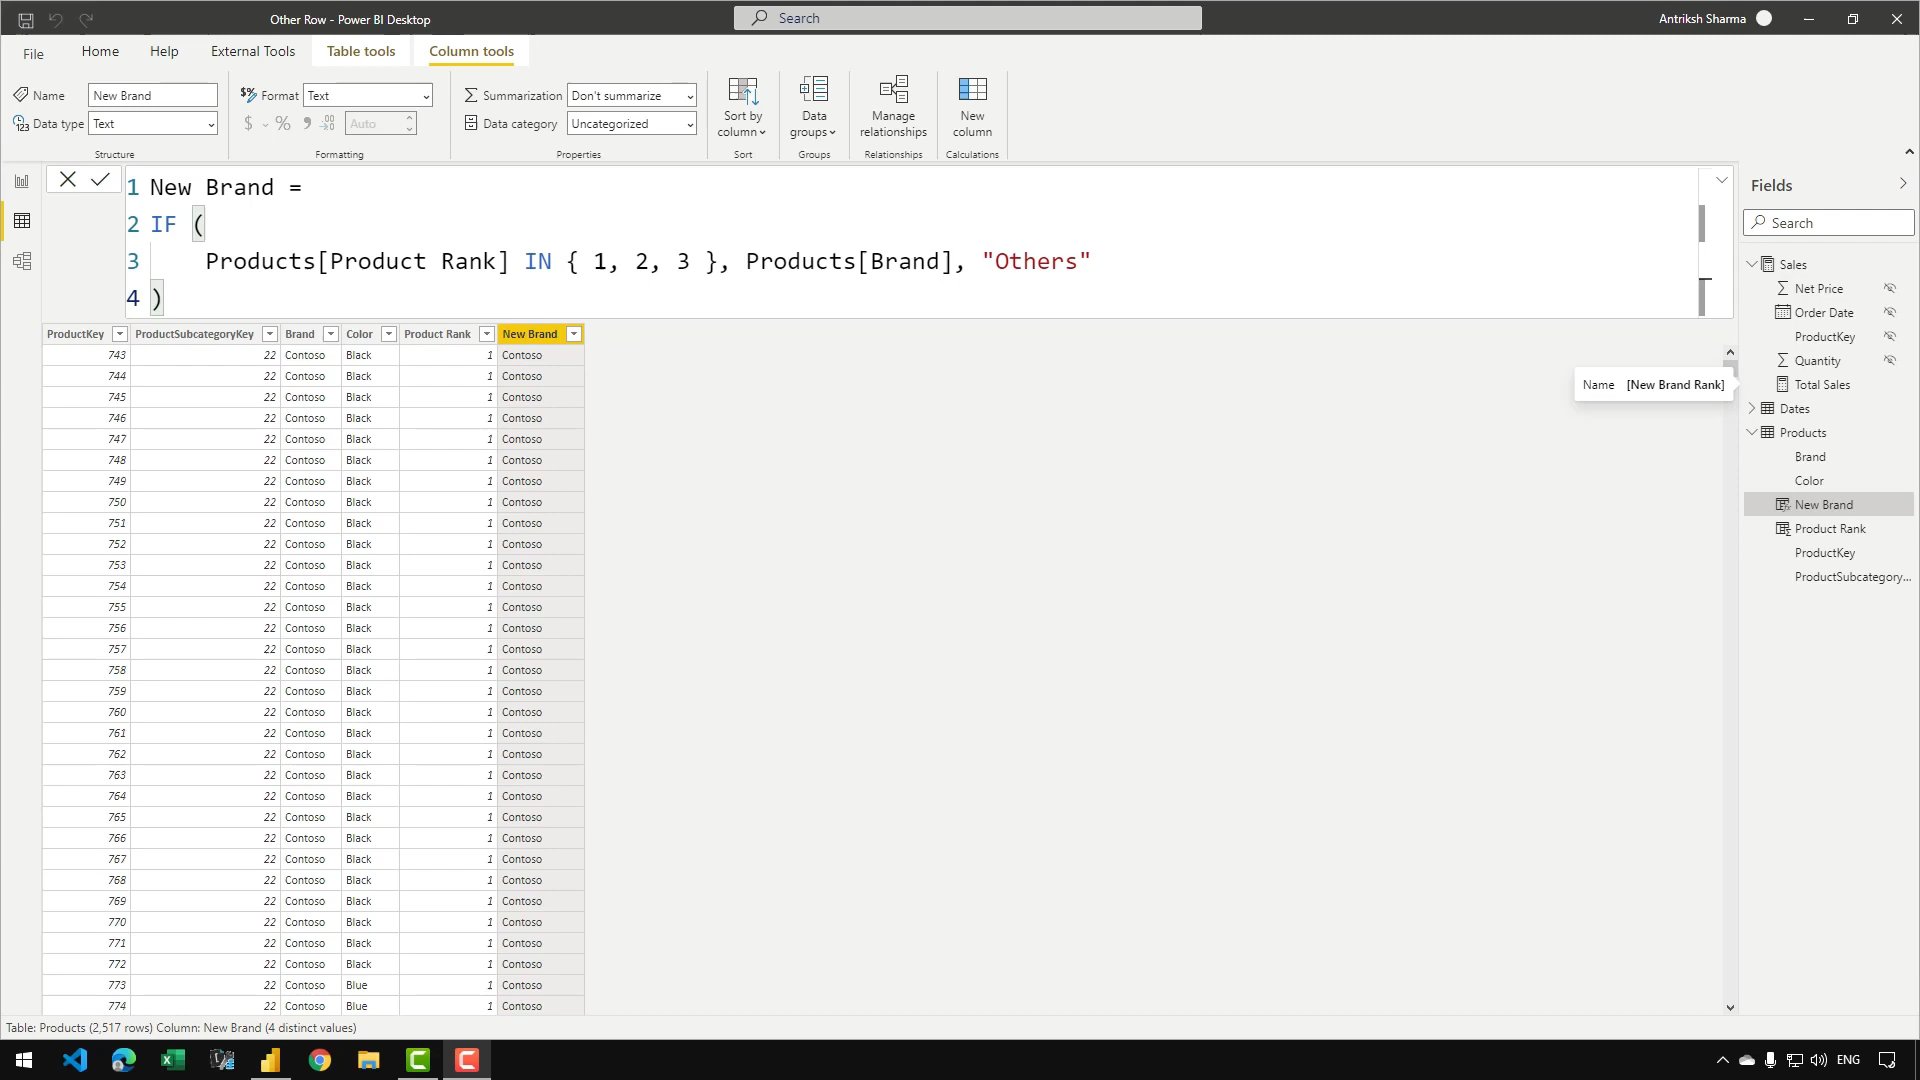 Other Row - Power BI Desktop
Search
Antriksh Sharma
File Home Help External Tools Table tools Column tools
Name New Brand
Data type Text
Structure
Format Text
$ % Auto
Formatting
Summarization Don't summarize
Data category Uncategorized
Properties
Sort by
column
Sort
Data
groups
Groups
Manage
relationships
Relationships
New
column
Calculations
1 New Brand =
2 IF (
3 Products[Product Rank] IN { 1, 2, 3 }, Products[Brand], "Others"
4 )
ProductKey ProductSubcategoryKey Brand Color Product Rank New Brand
743 22 Contoso Black 1 Contoso
744 22 Contoso Black 1 Contoso
745 22 Contoso Black 1 Contoso
746 22 Contoso Black 1 Contoso
747 22 Contoso Black 1 Contoso
748 22 Contoso Black 1 Contoso
749 22 Contoso Black 1 Contoso
750 22 Contoso Black 1 Contoso
751 22 Contoso Black 1 Contoso
752 22 Contoso Black 1 Contoso
753 22 Contoso Black 1 Contoso
754 22 Contoso Black 1 Contoso
755 22 Contoso Black 1 Contoso
756 22 Contoso Black 1 Contoso
757 22 Contoso Black 1 Contoso
758 22 Contoso Black 1 Contoso
759 22 Contoso Black 1 Contoso
760 22 Contoso Black 1 Contoso
761 22 Contoso Black 1 Contoso
762 22 Contoso Black 1 Contoso
763 22 Contoso Black 1 Contoso
764 22 Contoso Black 1 Contoso
765 22 Contoso Black 1 Contoso
766 22 Contoso Black 1 Contoso
767 22 Contoso Black 1 Contoso
768 22 Contoso Black 1 Contoso
769 22 Contoso Black 1 Contoso
770 22 Contoso Black 1 Contoso
771 22 Contoso Black 1 Contoso
772 22 Contoso Black 1 Contoso
773 22 Contoso Blue 1 Contoso
774 22 Contoso Blue 1 Contoso
Name [New Brand Rank]
Fields
Search
Sales
Net Price
Order Date
ProductKey
Quantity
Total Sales
Dates
Products
Brand
Color
New Brand
Product Rank
ProductKey
ProductSubcategory...
Table: Products (2,517 rows) Column: New Brand (4 distinct values)
ENG